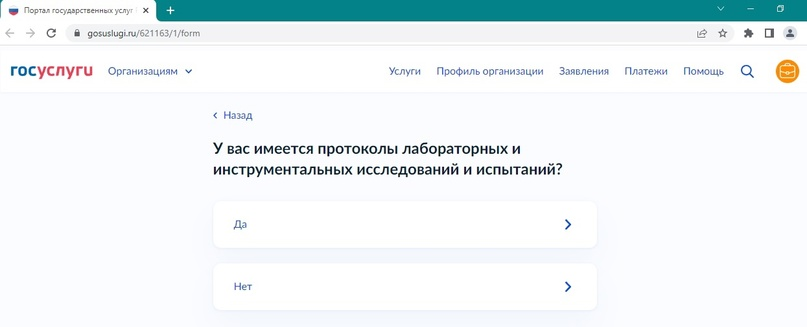 Портал государственных услуг
gosuslugi.ru/621163/1/form
госуслуги Организациям Услуги Профиль организации Заявления Платежи Помощь
Назад
У вас имеется протоколы лабораторных и
инструментальных исследований и испытаний?
Да
Нет